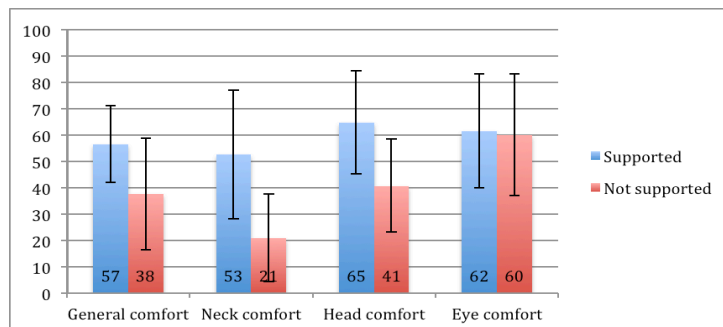 100
90
80
70
60
50
40
30
20
10
0
57 38 53 21 65 41 62 60
General comfort Neck comfort Head comfort Eye comfort
Supported
Not supported